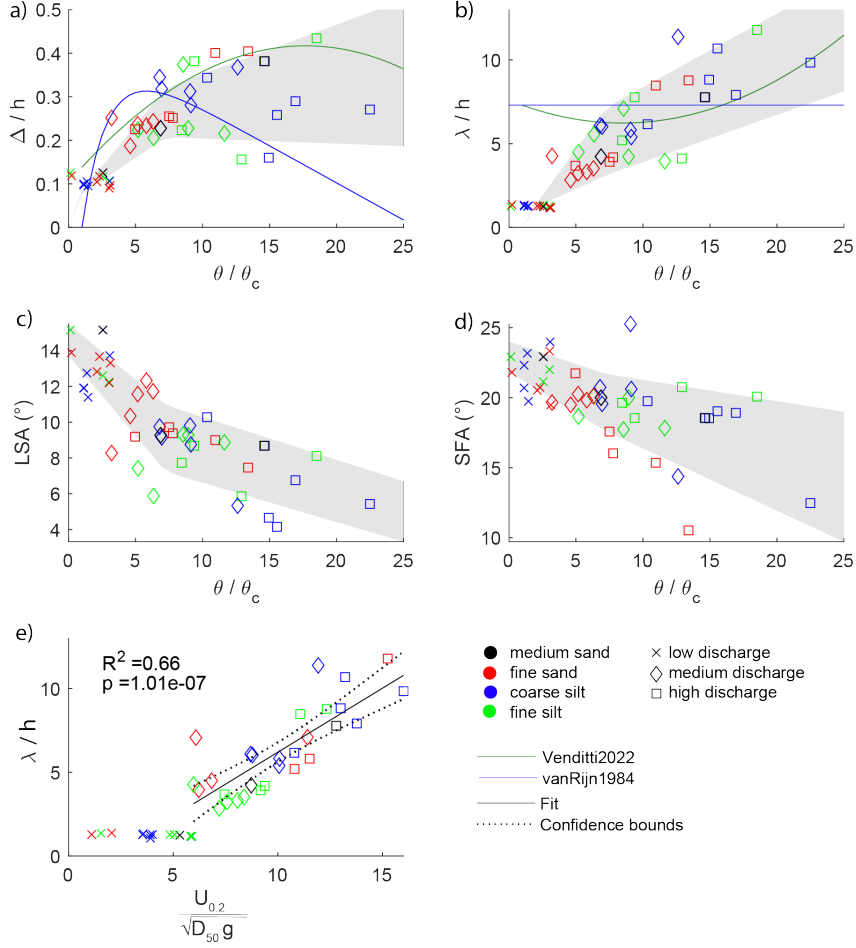 a)
0.5
0.4
0.3
0.2
0.1
0
Δ / h
0 5 10 15 20 25
θ / θc
b)
10
5
0
λ / h
0 5 10 15 20 25
θ / θc
c)
14
12
10
8
6
4
LSA (°)
0 5 10 15 20 25
θ / θc
d)
25
20
15
10
SFA (°)
0 5 10 15 20 25
θ / θc
e)
R² =0.66
p =1.01e-07
10
5
0
λ / h
0 5 10 15
U0.2
√D50 g
medium sand
fine sand
coarse silt
fine silt
low discharge
medium discharge
high discharge
Venditti2022
vanRijn1984
Fit
Confidence bounds